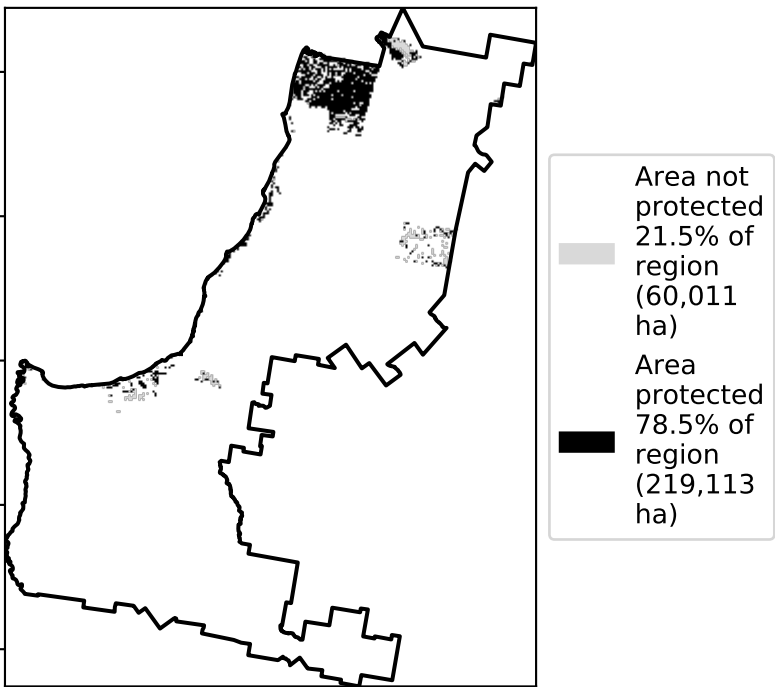 Area not
protected
21.5% of
region
(60,011
ha)
Area
protected
78.5% of
region
(219,113
ha)